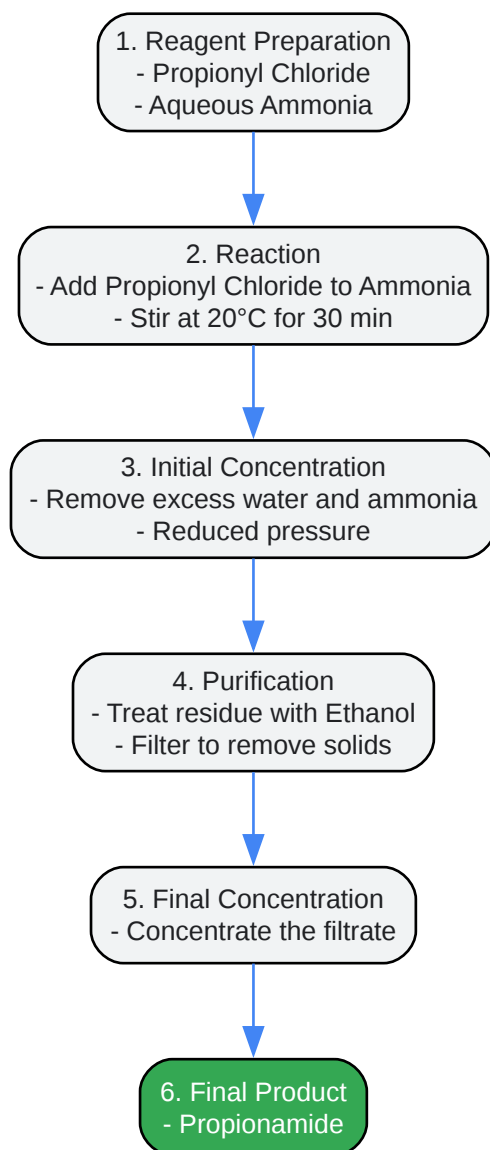 1. Reagent Preparation
- Propionyl Chloride
- Aqueous Ammonia
2. Reaction
- Add Propionyl Chloride to Ammonia
- Stir at 20°C for 30 min
3. Initial Concentration
- Remove excess water and ammonia
- Reduced pressure
4. Purification
- Treat residue with Ethanol
- Filter to remove solids
5. Final Concentration
- Concentrate the filtrate
6. Final Product
- Propionamide